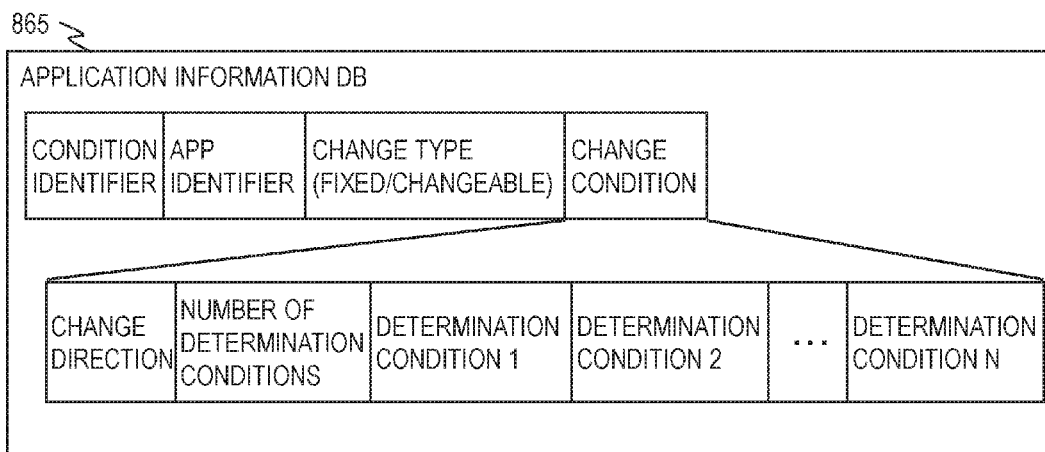 865
APPLICATION INFORMATION DB
CONDITION IDENTIFIER
APP IDENTIFIER
CHANGE TYPE (FIXED/CHANGEABLE)
CHANGE CONDITION
CHANGE DIRECTION
NUMBER OF DETERMINATION CONDITIONS
DETERMINATION CONDITION 1
DETERMINATION CONDITION 2
...
DETERMINATION CONDITION N